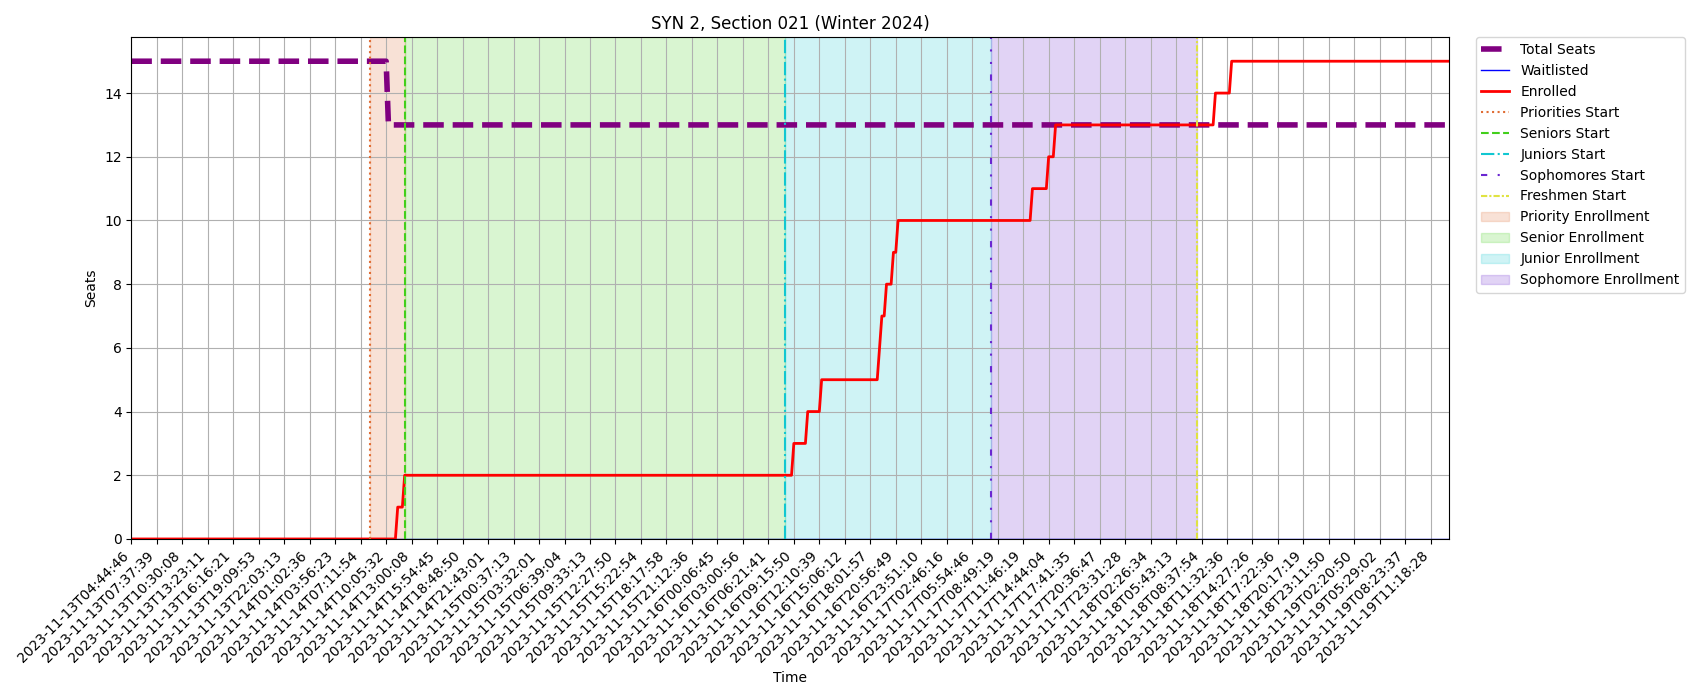 SYN 2, Section 021 (Winter 2024)
Seats
14
12
10
8
6
4
2
0
2023-11-13T04:44:46
2023-11-13T07:37:39
2023-11-13T10:30:08
2023-11-13T13:23:11
2023-11-13T16:16:21
2023-11-13T19:09:53
2023-11-13T22:03:13
2023-11-14T01:02:36
2023-11-14T03:56:23
2023-11-14T07:11:54
2023-11-14T10:05:32
2023-11-14T13:00:08
2023-11-14T15:54:45
2023-11-14T18:48:50
2023-11-14T21:43:01
2023-11-15T00:37:13
2023-11-15T03:32:01
2023-11-15T06:39:04
2023-11-15T09:33:13
2023-11-15T12:27:50
2023-11-15T15:22:54
2023-11-15T18:17:58
2023-11-15T21:12:36
2023-11-16T00:06:45
2023-11-16T03:00:56
2023-11-16T06:21:41
2023-11-16T09:15:50
2023-11-16T12:10:39
2023-11-16T15:06:12
2023-11-16T18:01:57
2023-11-16T20:56:49
2023-11-16T23:51:10
2023-11-17T02:46:16
2023-11-17T05:54:46
2023-11-17T08:49:19
2023-11-17T11:46:19
2023-11-17T14:44:04
2023-11-17T17:41:35
2023-11-17T20:36:47
2023-11-17T23:31:28
2023-11-18T02:26:34
2023-11-18T05:43:13
2023-11-18T08:37:54
2023-11-18T11:32:36
2023-11-18T14:27:26
2023-11-18T17:22:36
2023-11-18T20:17:19
2023-11-18T23:11:50
2023-11-19T02:20:50
2023-11-19T05:29:02
2023-11-19T08:23:37
2023-11-19T11:18:28
Time
Total Seats
Waitlisted
Enrolled
Priorities Start
Seniors Start
Juniors Start
Sophomores Start
Freshmen Start
Priority Enrollment
Senior Enrollment
Junior Enrollment
Sophomore Enrollment